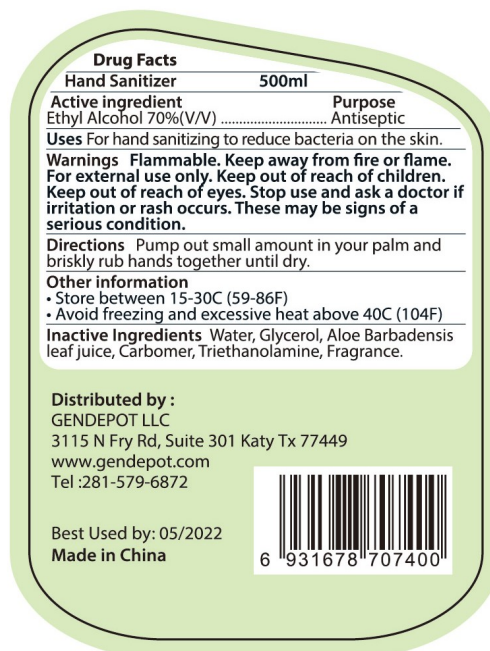 Drug Facts
Hand Sanitizer 500ml
Active ingredient Purpose
Ethyl Alcohol 70%(V/V) ............................ Antiseptic
Uses For hand sanitizing to reduce bacteria on the skin.
Warnings Flammable. Keep away from fire or flame.
For external use only. Keep out of reach of children.
Keep out of reach of eyes. Stop use and ask a doctor if
irritation or rash occurs. These may be signs of a
serious condition.
Directions Pump out small amount in your palm and
briskly rub hands together until dry.
Other information
• Store between 15-30C (59-86F)
• Avoid freezing and excessive heat above 40C (104F)
Inactive Ingredients Water, Glycerol, Aloe Barbadensis
leaf juice, Carbomer, Triethanolamine, Fragrance.
Distributed by :
GENDEPOT LLC
3115 N Fry Rd, Suite 301 Katy Tx 77449
www.gendepot.com
Tel :281-579-6872
Best Used by: 05/2022
Made in China
6 931678 707400